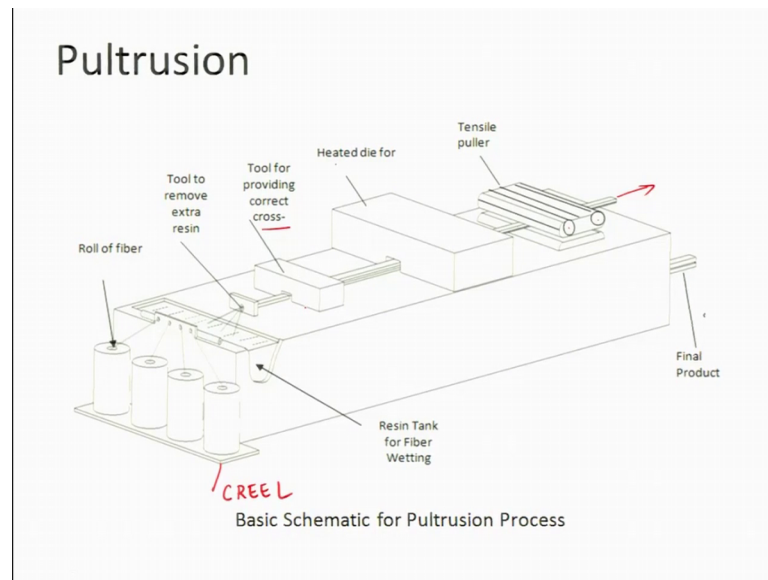 Pultrusion
Tensile
puller
Heated die for
Tool for
providing
correct
cross-
Tool to
remove
extra
resin
Roll of fiber
Final
Product
Resin Tank
for Fiber
Wetting
CREEL
Basic Schematic for Pultrusion Process